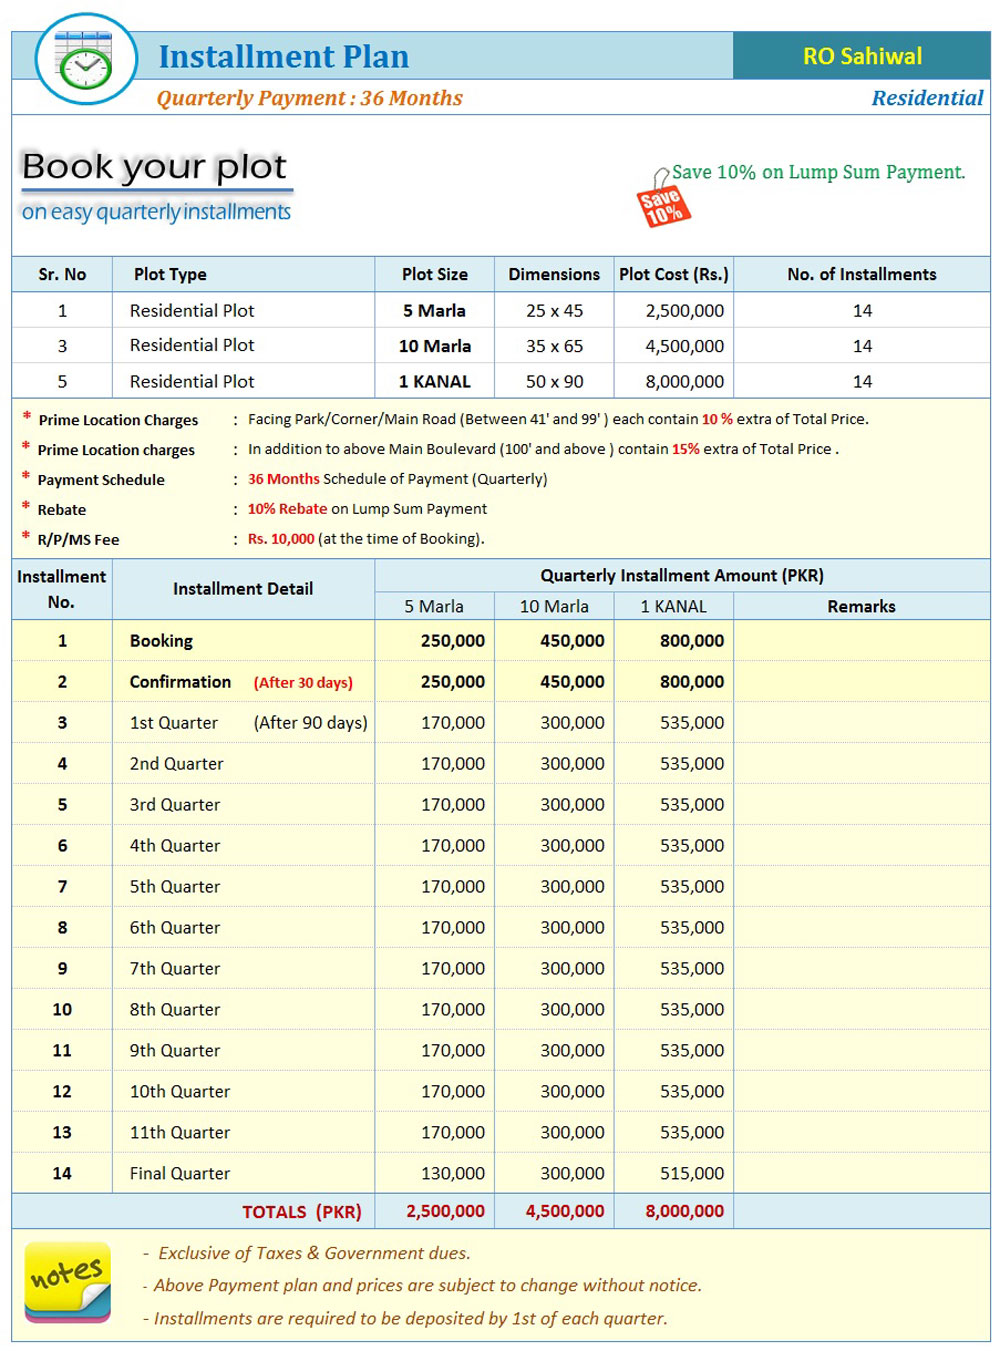 Installment Plan RO Sahiwal
Quarterly Payment : 36 Months Residential
Book your plot
on easy quarterly installments
Save 10% on Lump Sum Payment.
Save
10%
Sr. No Plot Type Plot Size Dimensions Plot Cost (Rs.) No. of Installments
1 Residential Plot 5 Marla 25 x 45 2,500,000 14
3 Residential Plot 10 Marla 35 x 65 4,500,000 14
5 Residential Plot 1 KANAL 50 x 90 8,000,000 14
* Prime Location Charges : Facing Park/Corner/Main Road (Between 41' and 99' ) each contain 10 % extra of Total Price.
* Prime Location charges : In addition to above Main Boulevard (100' and above ) contain 15% extra of Total Price .
* Payment Schedule : 36 Months Schedule of Payment (Quarterly)
* Rebate : 10% Rebate on Lump Sum Payment
* R/P/MS Fee : Rs. 10,000 (at the time of Booking).
Installment No. Installment Detail Quarterly Installment Amount (PKR)
5 Marla 10 Marla 1 KANAL Remarks
1 Booking 250,000 450,000 800,000
2 Confirmation (After 30 days) 250,000 450,000 800,000
3 1st Quarter (After 90 days) 170,000 300,000 535,000
4 2nd Quarter 170,000 300,000 535,000
5 3rd Quarter 170,000 300,000 535,000
6 4th Quarter 170,000 300,000 535,000
7 5th Quarter 170,000 300,000 535,000
8 6th Quarter 170,000 300,000 535,000
9 7th Quarter 170,000 300,000 535,000
10 8th Quarter 170,000 300,000 535,000
11 9th Quarter 170,000 300,000 535,000
12 10th Quarter 170,000 300,000 535,000
13 11th Quarter 170,000 300,000 535,000
14 Final Quarter 130,000 300,000 515,000
TOTALS (PKR) 2,500,000 4,500,000 8,000,000
notes
- Exclusive of Taxes & Government dues.
- Above Payment plan and prices are subject to change without notice.
- Installments are required to be deposited by 1st of each quarter.